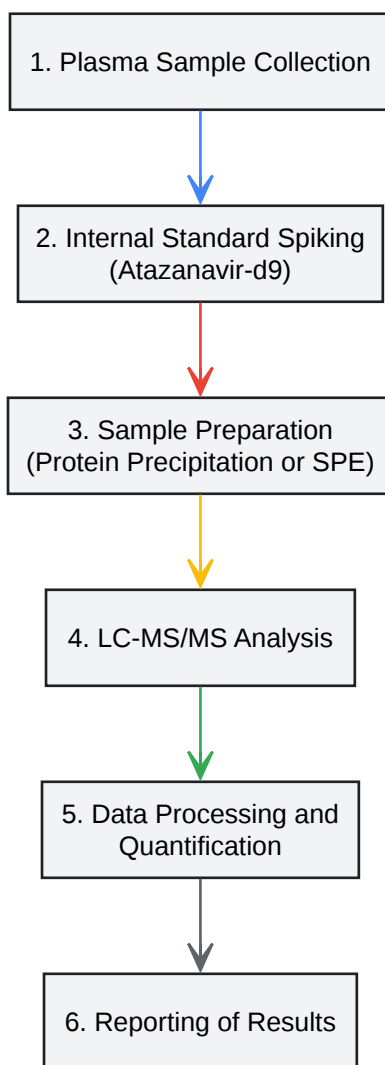 1. Plasma Sample Collection
2. Internal Standard Spiking
(Atazanavir-d9)
3. Sample Preparation
(Protein Precipitation or SPE)
4. LC-MS/MS Analysis
5. Data Processing and
Quantification
6. Reporting of Results